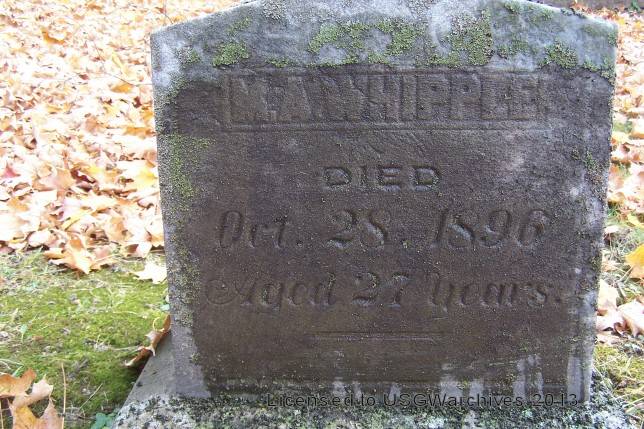 M. A. WHIPPLE
DIED
Oct. 28, 1896
Aged 27 years.
Licensed to USGWarchives 2013